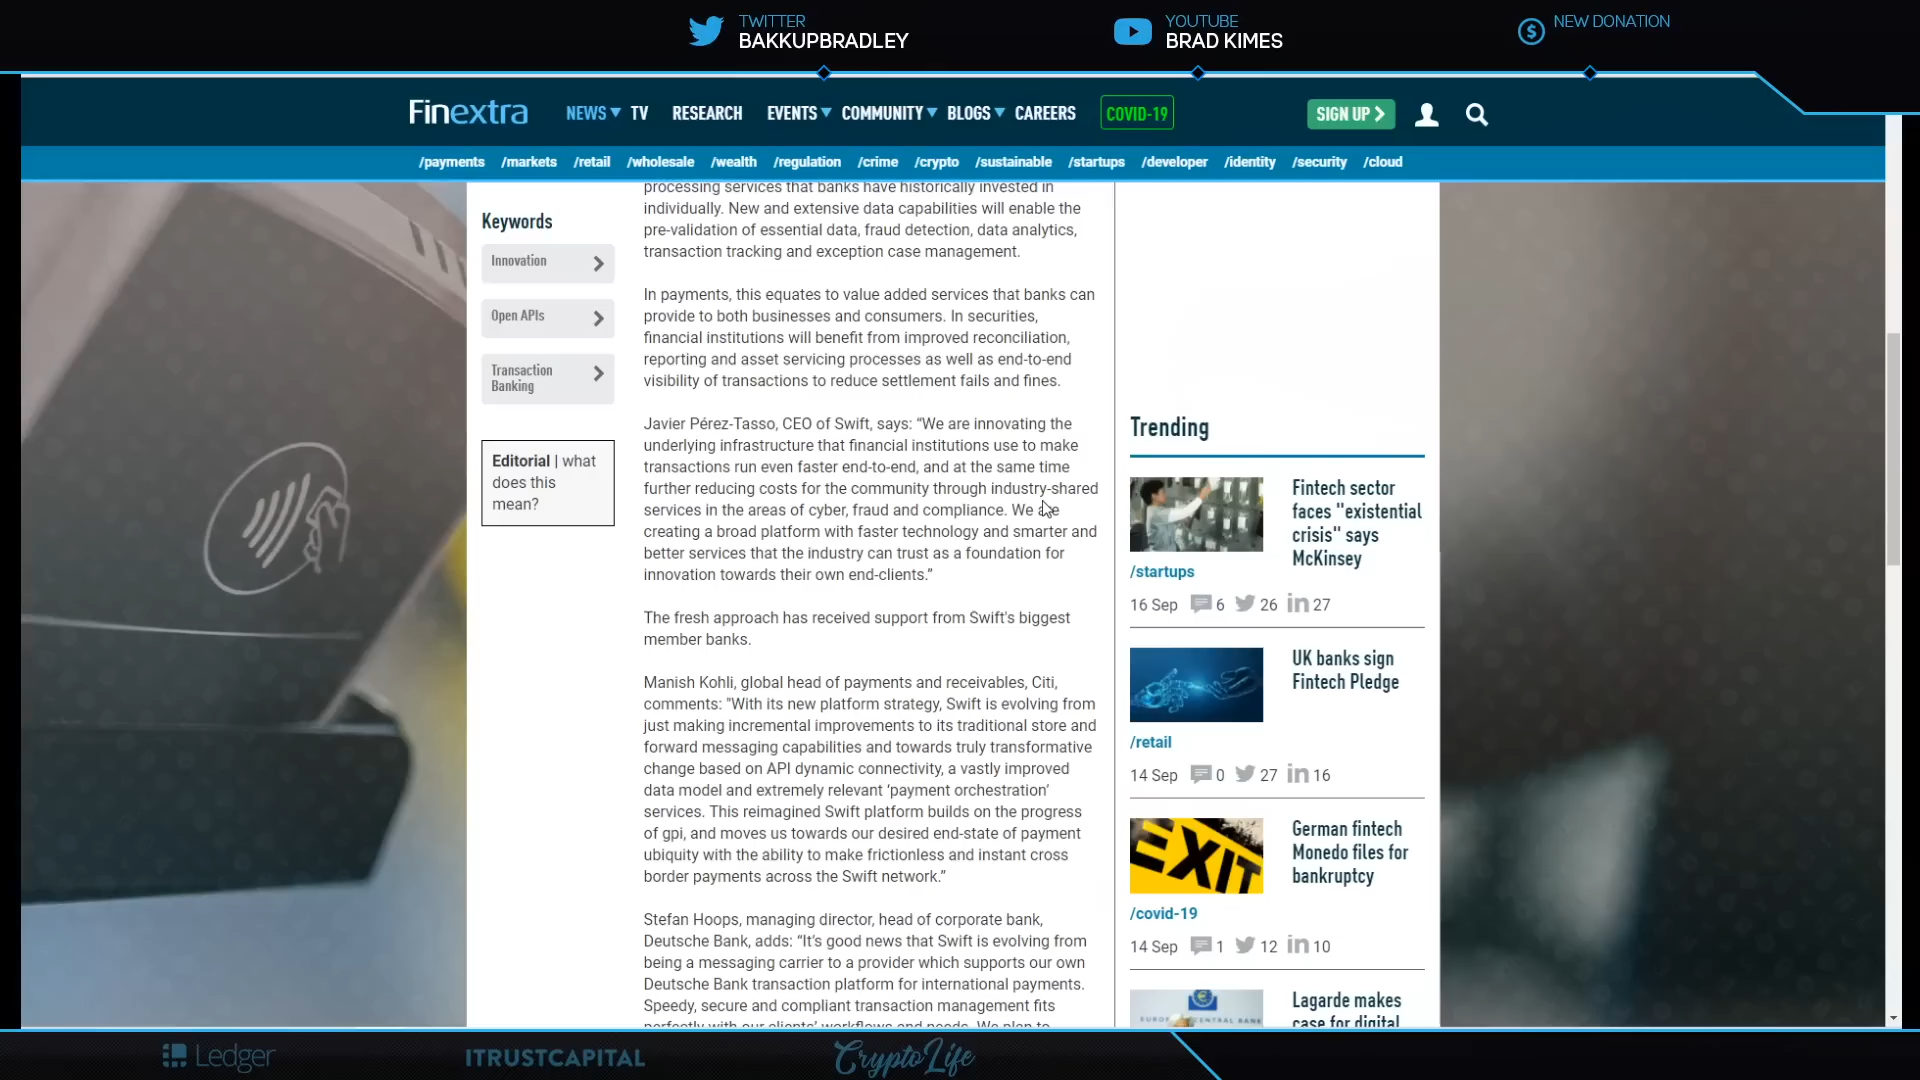 TWITTER
BAKKUPBRADLEY
YOUTUBE
BRAD KIMES
NEW DONATION
Finextra
NEWS TV RESEARCH EVENTS COMMUNITY BLOGS CAREERS COVID-19 SIGN UP
/payments /markets /retail /wholesale /wealth /regulation /crime /crypto /sustainable /startups /developer /identity /security /cloud
Keywords
Innovation
Open APIs
Transaction
Banking
Editorial | what
does this
mean?
processing services that banks have historically invested in
individually. New and extensive data capabilities will enable the
pre-validation of essential data, fraud detection, data analytics,
transaction tracking and exception case management.
In payments, this equates to value added services that banks can
provide to both businesses and consumers. In securities,
financial institutions will benefit from improved reconciliation,
reporting and asset servicing processes as well as end-to-end
visibility of transactions to reduce settlement fails and fines.
Javier Pérez-Tasso, CEO of Swift, says: “We are innovating the
underlying infrastructure that financial institutions use to make
transactions run even faster end-to-end, and at the same time
further reducing costs for the community through industry-shared
services in the areas of cyber, fraud and compliance. We are
creating a broad platform with faster technology and smarter and
better services that the industry can trust as a foundation for
innovation towards their own end-clients.”
The fresh approach has received support from Swift's biggest
member banks.
Manish Kohli, global head of payments and receivables, Citi,
comments: "With its new platform strategy, Swift is evolving from
just making incremental improvements to its traditional store and
forward messaging capabilities and towards truly transformative
change based on API dynamic connectivity, a vastly improved
data model and extremely relevant ‘payment orchestration’
services. This reimagined Swift platform builds on the progress
of gpi, and moves us towards our desired end-state of payment
ubiquity with the ability to make frictionless and instant cross
border payments across the Swift network.”
Stefan Hoops, managing director, head of corporate bank,
Deutsche Bank, adds: “It’s good news that Swift is evolving from
being a messaging carrier to a provider which supports our own
Deutsche Bank transaction platform for international payments.
Speedy, secure and compliant transaction management fits
perfectly with our clients’ workflows and needs. We plan to
Trending
Fintech sector
faces "existential
crisis" says
McKinsey
/startups
16 Sep 6 26 27
UK banks sign
Fintech Pledge
/retail
14 Sep 0 27 16
EXIT
German fintech
Monedo files for
bankruptcy
/covid-19
14 Sep 1 12 10
Lagarde makes
case for digital
Ledger
ITRUSTCAPITAL
CryptoLife